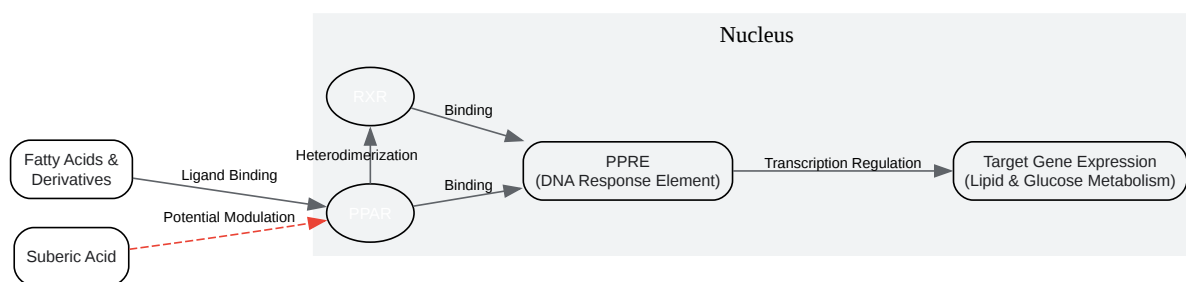 Nucleus
RXR
Binding
Heterodimerization
Fatty Acids &
Derivatives
Ligand Binding
PPAR
Binding
Potential Modulation
Suberic Acid
PPRE
(DNA Response Element)
Transcription Regulation
Target Gene Expression
(Lipid & Glucose Metabolism)